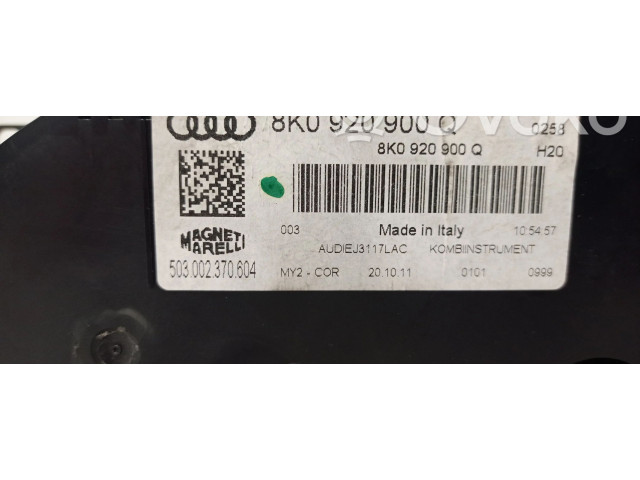 8K0 920 900 Q 0258
8K0 920 900 Q H20
003 Made in Italy 10:54:57
MAGNETI
MARELLI
AUDIEJ3117LAC KOMBIINSTRUMENT
503.002.370.604 MY2 - COR 20.10.11 0101 0999